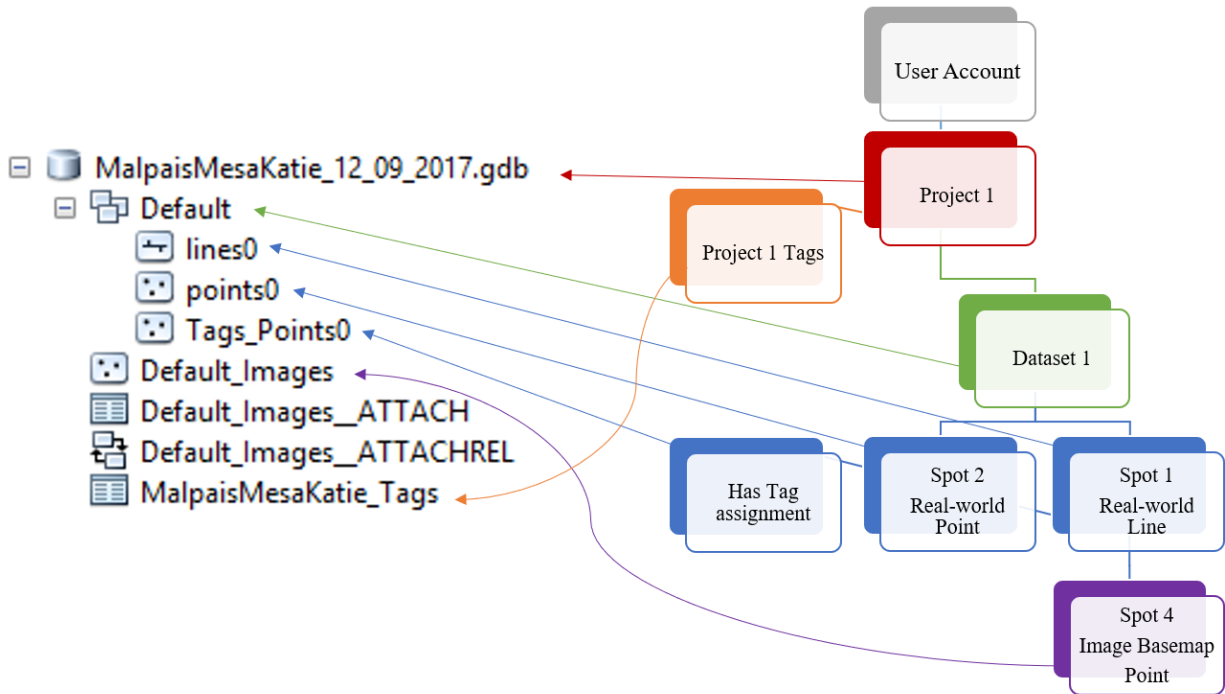 MalpaisMesaKatie_12_09_2017.gdb
Default
lines0
points0
Tags_Points0
Default_Images
Default_Images__ATTACH
Default_Images__ATTACHREL
MalpaisMesaKatie_Tags
User Account
Project 1
Project 1 Tags
Dataset 1
Has Tag
assignment
Spot 2
Real-world
Point
Spot 1
Real-world
Line
Spot 4
Image Basemap
Point